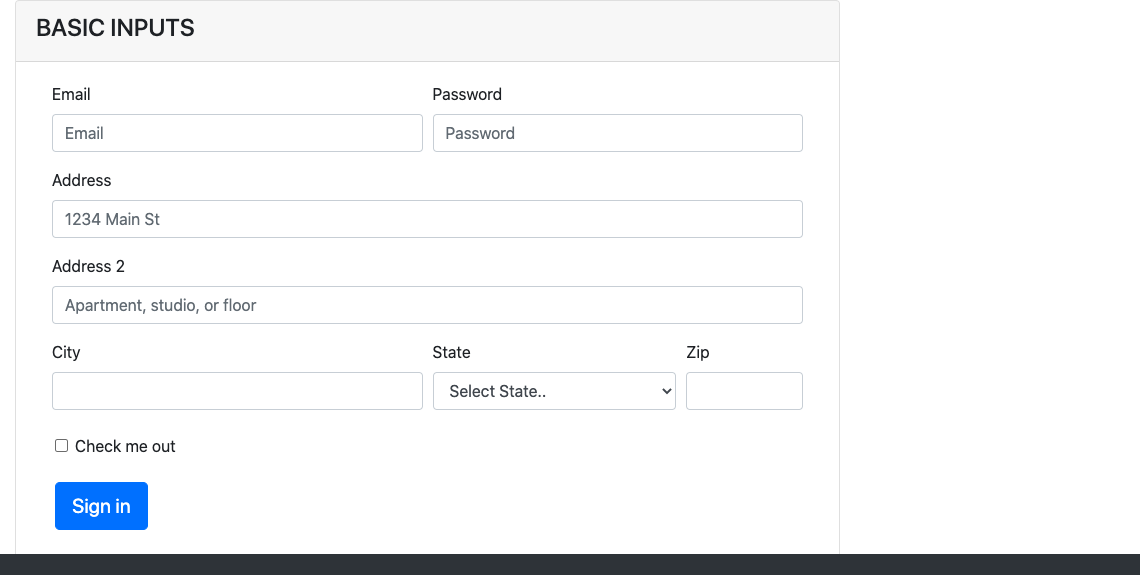 BASIC INPUTS
Email Password
Email Password
Address
1234 Main St
Address 2
Apartment, studio, or floor
City State Zip
Select State..
Check me out
Sign in